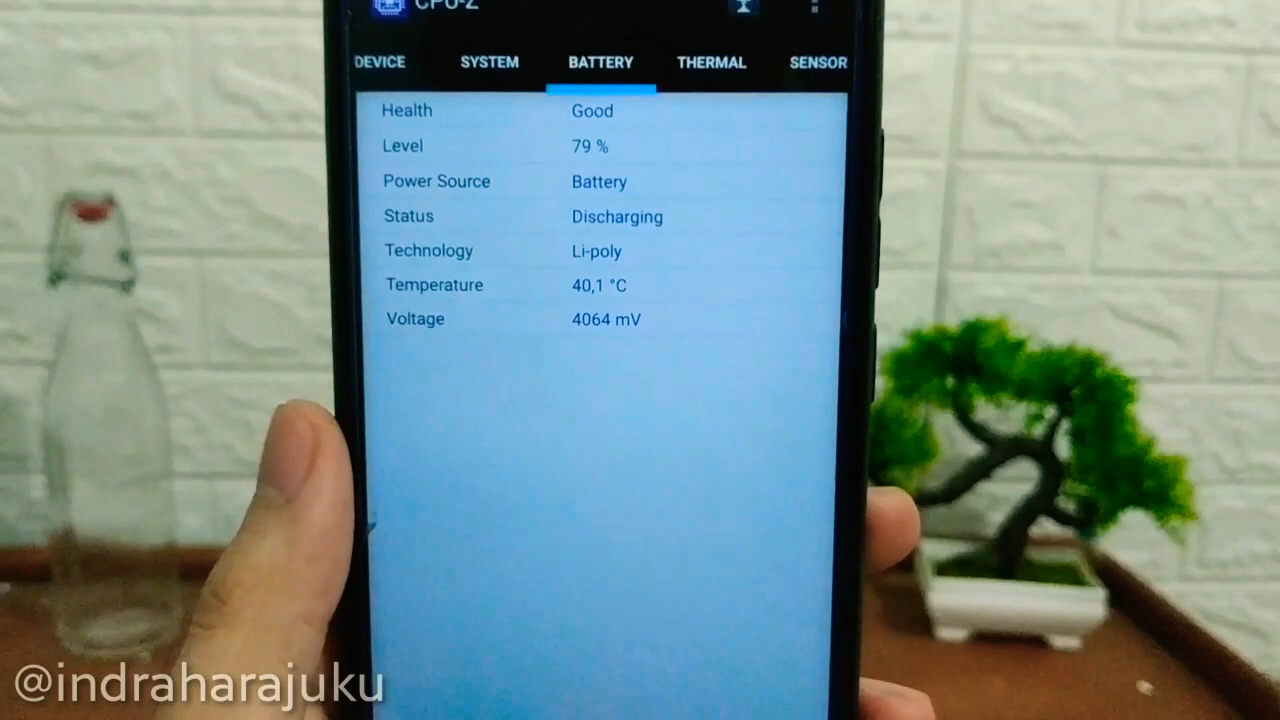 CPU-Z
DEVICE SYSTEM BATTERY THERMAL SENSOR
Health Good
Level 79 %
Power Source Battery
Status Discharging
Technology Li-poly
Temperature 40,1 °C
Voltage 4064 mV
@indraharajuku